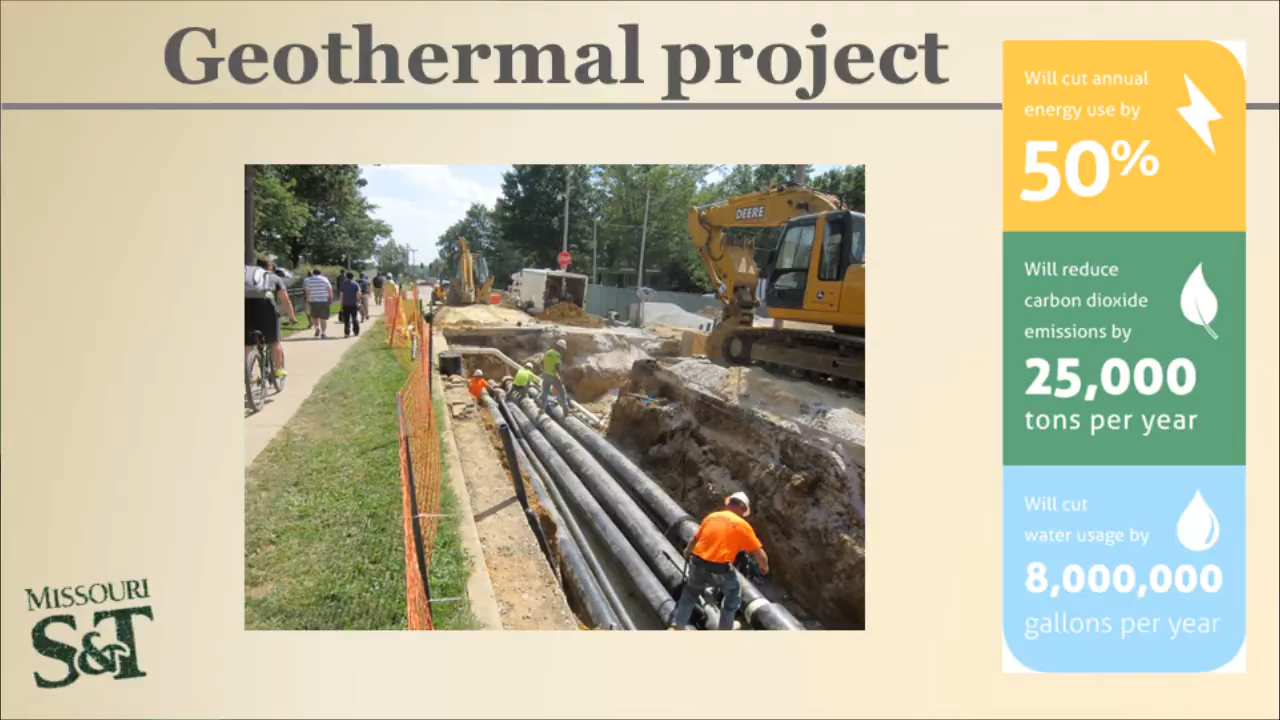 Geothermal project
Will cut annual
energy use by
50%
Will reduce
carbon dioxide
emissions by
25,000
tons per year
Will cut
water usage by
8,000,000
gallons per year
DEERE
MISSOURI
S&T